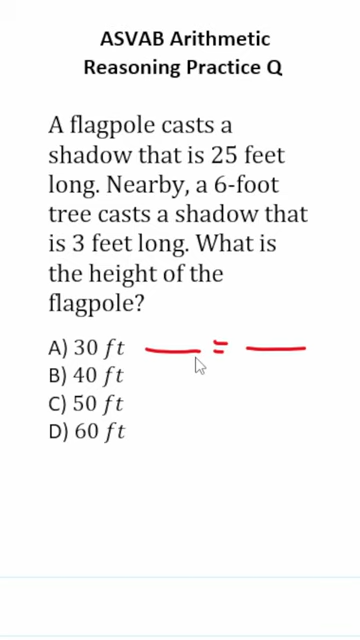 ASVAB Arithmetic
Reasoning Practice Q
A flagpole casts a
shadow that is 25 feet
long. Nearby, a 6-foot
tree casts a shadow that
is 3 feet long. What is
the height of the
flagpole?
A) 30 ft ___ = ___
B) 40 ft
C) 50 ft
D) 60 ft